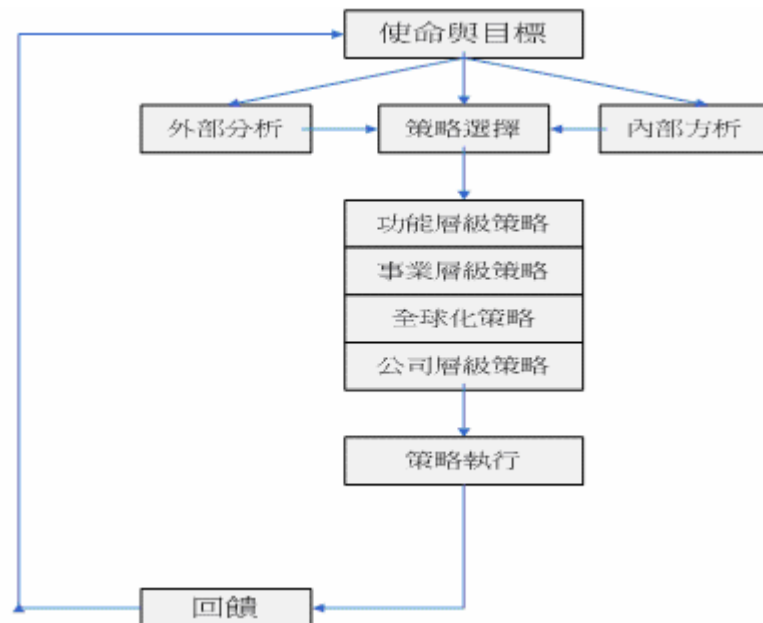 使命與目標
外部分析
策略選擇
內部方析
功能層級策略
事業層級策略
全球化策略
公司層級策略
策略執行
回饋